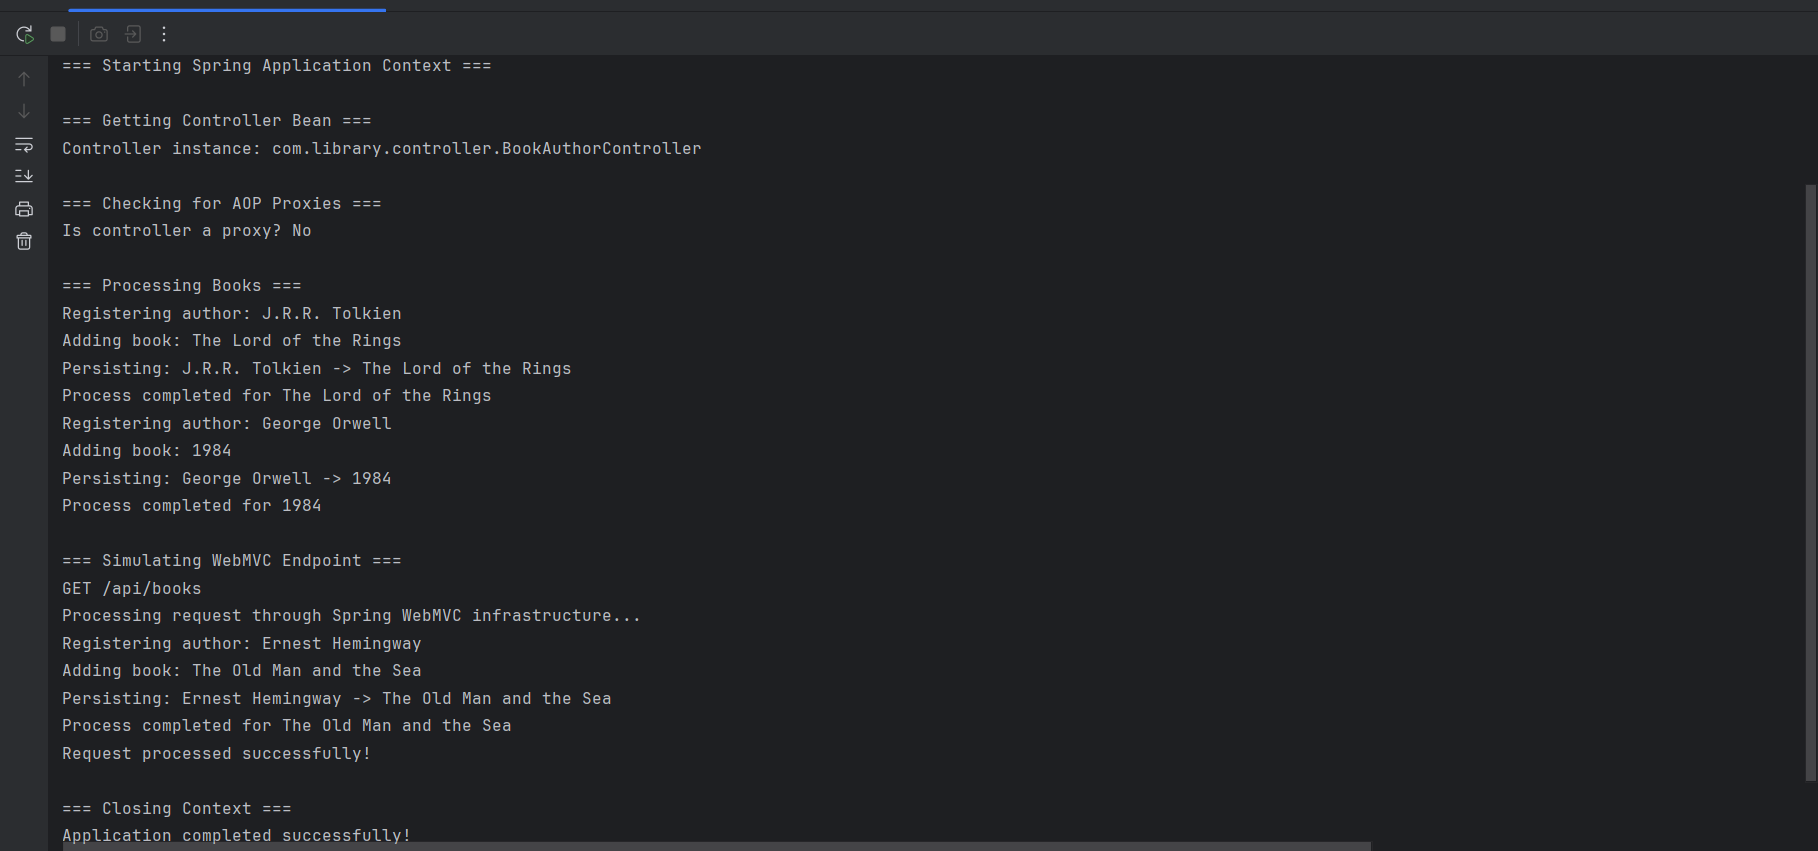 === Starting Spring Application Context ===
=== Getting Controller Bean ===
Controller instance: com.library.controller.BookAuthorController
=== Checking for AOP Proxies ===
Is controller a proxy? No
=== Processing Books ===
Registering author: J.R.R. Tolkien
Adding book: The Lord of the Rings
Persisting: J.R.R. Tolkien -> The Lord of the Rings
Process completed for The Lord of the Rings
Registering author: George Orwell
Adding book: 1984
Persisting: George Orwell -> 1984
Process completed for 1984
=== Simulating WebMVC Endpoint ===
GET /api/books
Processing request through Spring WebMVC infrastructure...
Registering author: Ernest Hemingway
Adding book: The Old Man and the Sea
Persisting: Ernest Hemingway -> The Old Man and the Sea
Process completed for The Old Man and the Sea
Request processed successfully!
=== Closing Context ===
Application completed successfully!